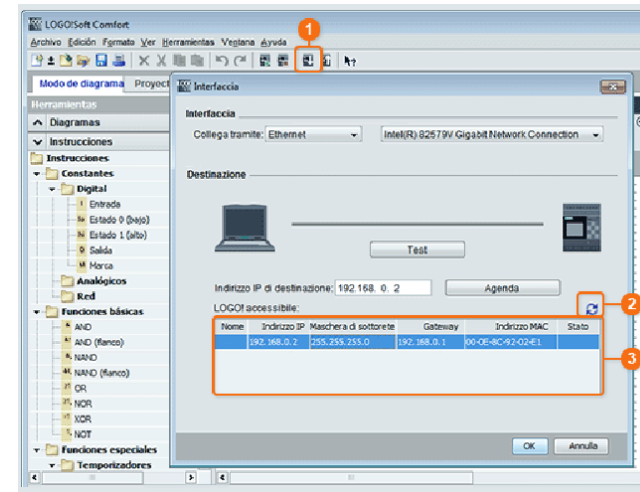 LOGO!Soft Comfort
1
Archivo Edición Formato Ver Herramientas Ventana Ayuda
Modo de diagrama Proyect
Herramientas
Diagramas
Instrucciones
Instrucciones
Constantes
Digital
I Entrada
Estado 0 (bajo)
Estado 1 (alto)
Q Salida
M Marca
Analógicos
Red
Funciones básicas
AND
AND (flanco)
NAND
NAND (flanco)
OR
NOR
XOR
NOT
Funciones especiales
Temporizadores
Interfaccia
Interfaccia
Collega tramite: Ethernet Intel(R) 82579V Gigabit Network Connection
Destinazione
Test
Indirizzo IP di destinazione: 192.168. 0. 2 Agenda
LOGO! accessibile:
2
Nome Indirizzo IP Maschera di sottorete Gateway Indirizzo MAC Stato
192.168.0.2 255.255.255.0 192.168.0.1 00-0E-8C-92-02-E1
3
OK Annulla